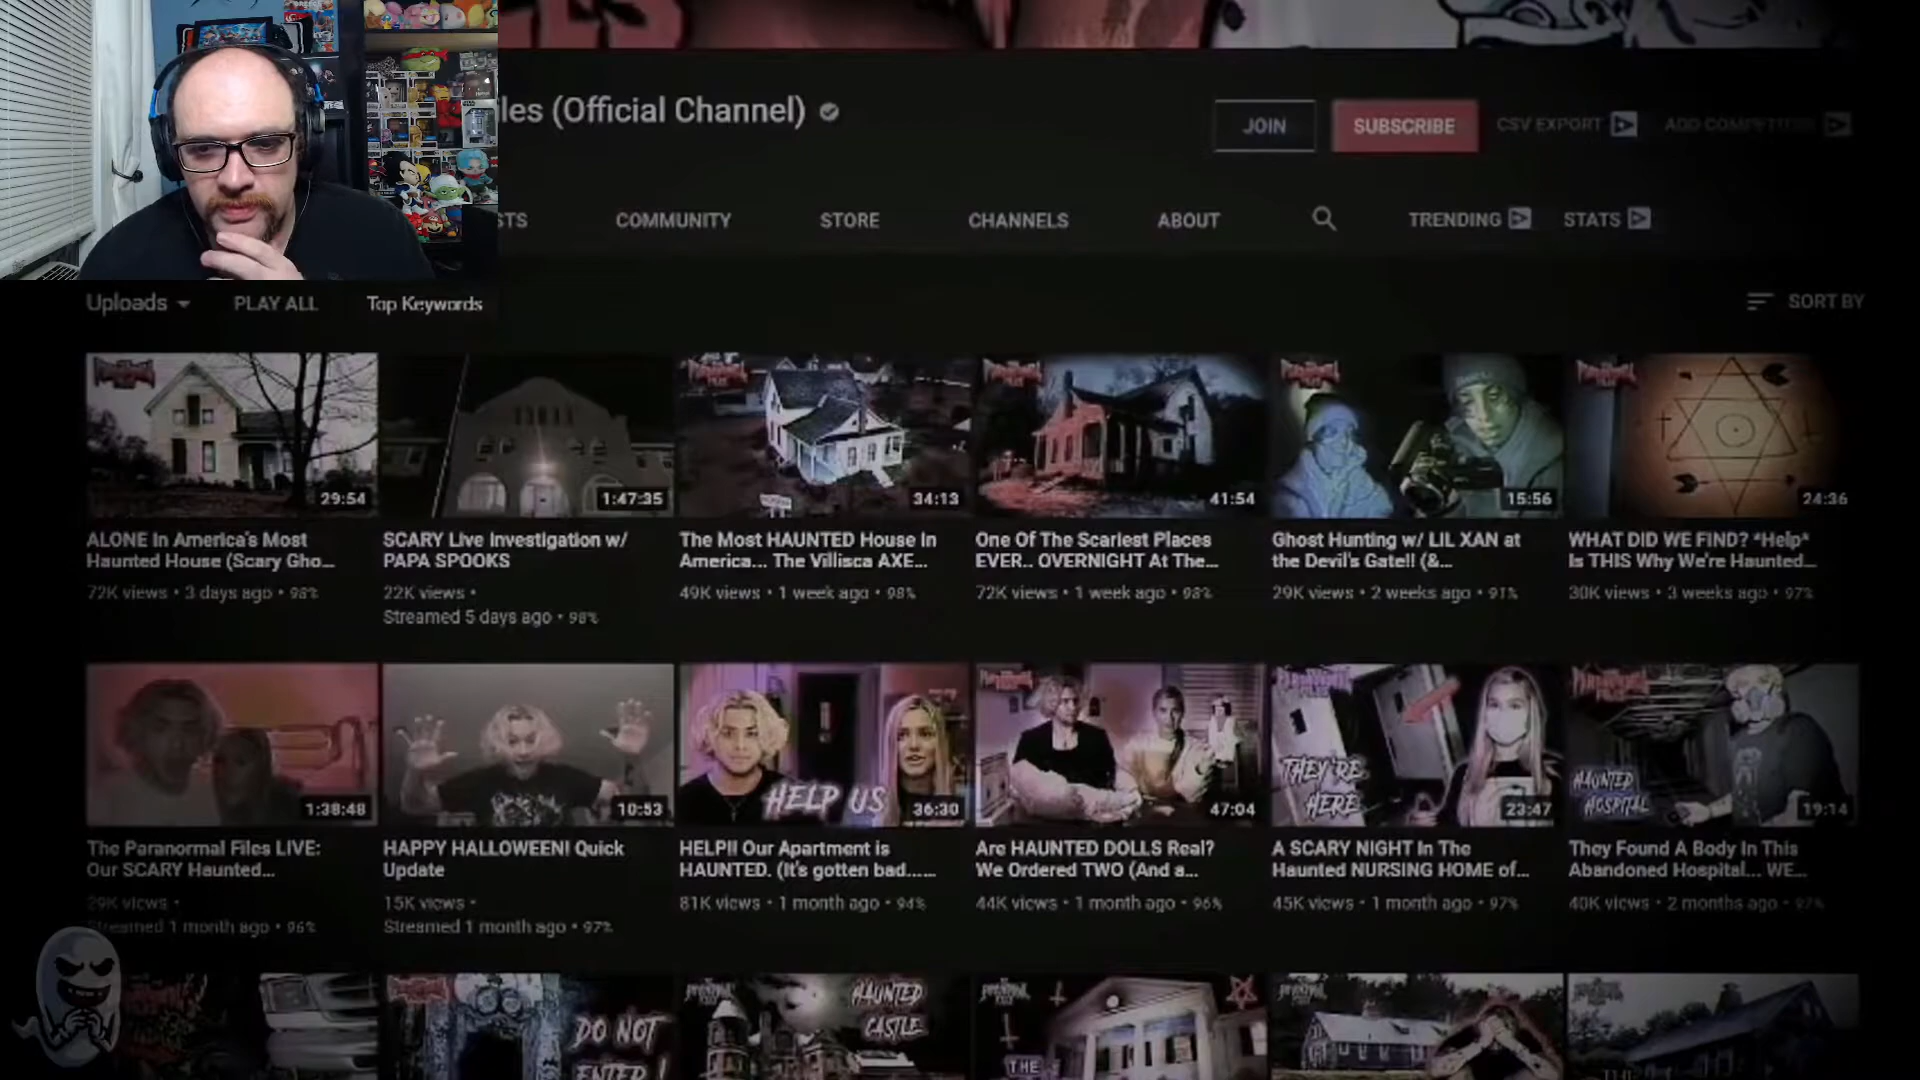 les (Official Channel)
JOIN
SUBSCRIBE
CSV EXPORT
ADD COMPETITOR
STS
COMMUNITY
STORE
CHANNELS
ABOUT
TRENDING
STATS
Uploads
PLAY ALL
Top Keywords
SORT BY
29:54
1:47:35
34:13
41:54
15:56
24:36
ALONE In America's Most
Haunted House (Scary Gho...
72K views • 3 days ago • 98%
SCARY Live Investigation w/
PAPA SPOOKS
22K views •
Streamed 5 days ago • 98%
The Most HAUNTED House In
America... The Villisca AXE...
49K views • 1 week ago • 98%
One Of The Scariest Places
EVER.. OVERNIGHT At The...
72K views • 1 week ago • 98%
Ghost Hunting w/ LIL XAN at
the Devil's Gate!! (&...
29K views • 2 weeks ago • 91%
WHAT DID WE FIND? *Help*
Is THIS Why We're Haunted...
30K views • 3 weeks ago • 97%
1:38:48
10:53
HELP US
36:30
47:04
THEY'RE
HERE
23:47
HAUNTED
HOSPITAL
19:14
The Paranormal Files LIVE:
Our SCARY Haunted...
29K views •
Streamed 1 month ago • 96%
HAPPY HALLOWEEN! Quick
Update
15K views •
Streamed 1 month ago • 97%
HELP!! Our Apartment is
HAUNTED. (It's gotten bad......
81K views • 1 month ago • 94%
Are HAUNTED DOLLS Real?
We Ordered TWO (And a...
44K views • 1 month ago • 96%
A SCARY NIGHT In The
Haunted NURSING HOME of...
45K views • 1 month ago • 97%
They Found A Body In This
Abandoned Hospital... WE...
40K views • 2 months ago • 97%
DO NOT
ENTER!
HAUNTED
CASTLE
THE